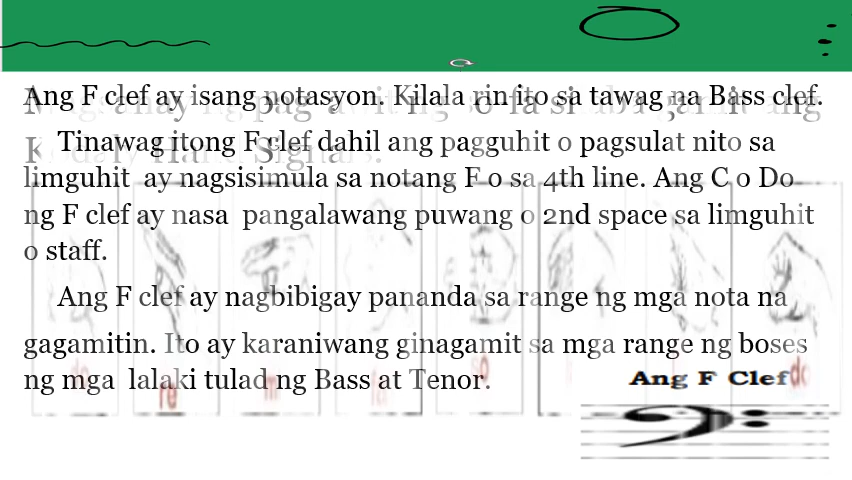 Ang F clef ay isang notasyon. Kilala rin ito sa tawag na Bass clef.
Tinawag itong F clef dahil ang pagguhit o pagsulat nito sa
limguhit ay nagsisimula sa notang F o sa 4th line. Ang C o Do
ng F clef ay nasa pangalawang puwang o 2nd space sa limguhit
o staff.
Ang F clef ay nagbibigay pananda sa range ng mga nota na
gagamitin. Ito ay karaniwang ginagamit sa mga range ng boses
ng mga lalaki tulad ng Bass at Tenor.
Ang F Clef
re
so
do